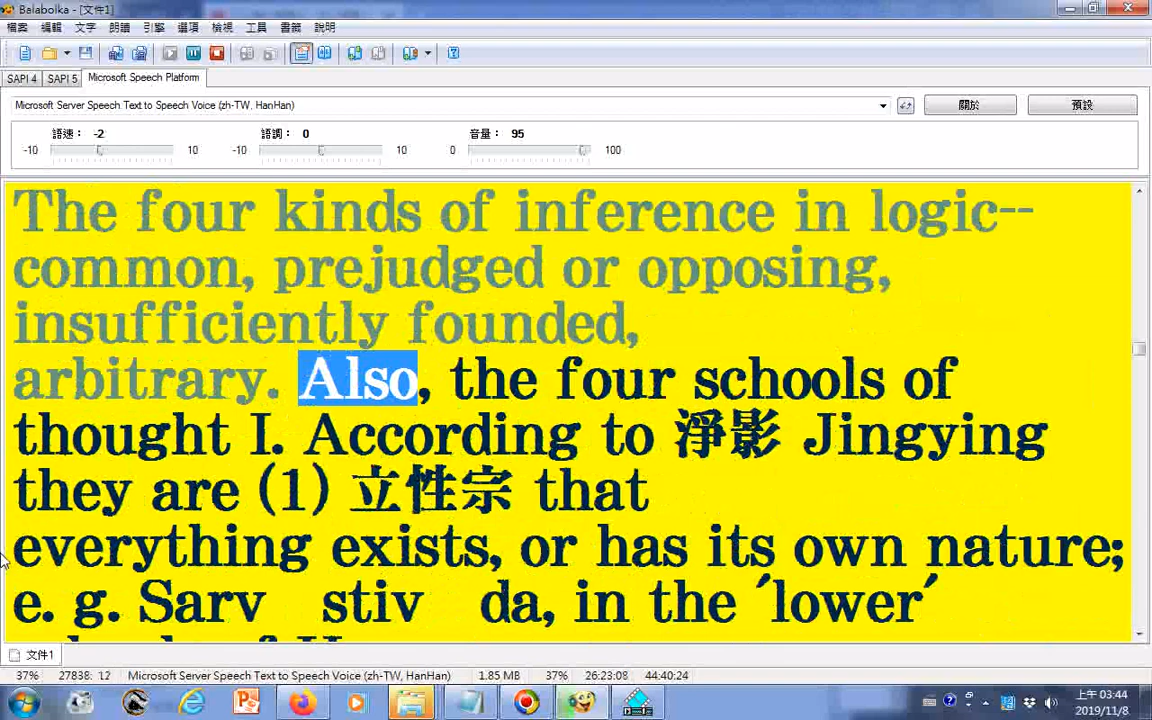 Balabolka - [文件1]
檔案 編輯 文字 朗讀 引擎 選項 檢視 工具 書籤 說明
SAPI 4 SAPI 5 Microsoft Speech Platform
Microsoft Server Speech Text to Speech Voice (zh-TW, HanHan) 關於 預設
語速： -2 語調： 0 音量： 95
-10 10 -10 10 0 100
The four kinds of inference in logic--
common, prejudged or opposing,
insufficiently founded,
arbitrary. Also, the four schools of
thought I. According to 淨影 Jingying
they are (1) 立性宗 that
everything exists, or has its own nature;
e. g. Sarv stiv da, in the ´lower´
文件1
37% 27838: 12 Microsoft Server Speech Text to Speech Voice (zh-TW, HanHan) 1.85 MB 37% 26:23:08 44:40:24
上午 03:44
2019/11/8